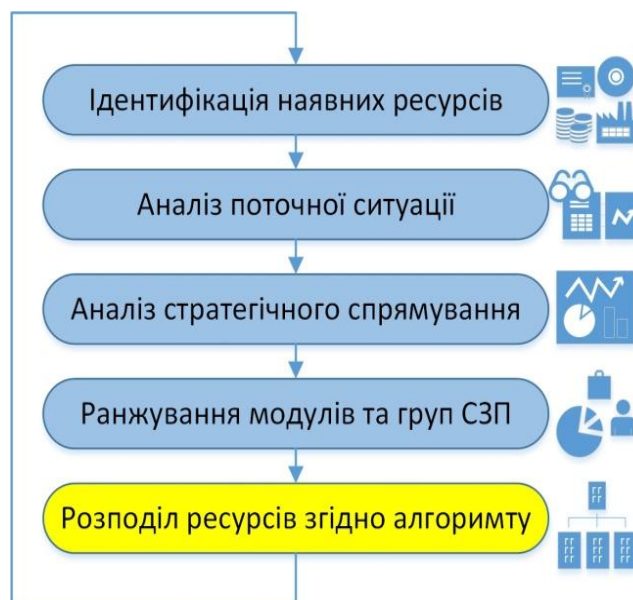 Ідентифікація наявних ресурсів
Аналіз поточної ситуації
Аналіз стратегічного спрямування
Ранжування модулів та груп СЗП
Розподіл ресурсів згідно алгоримту